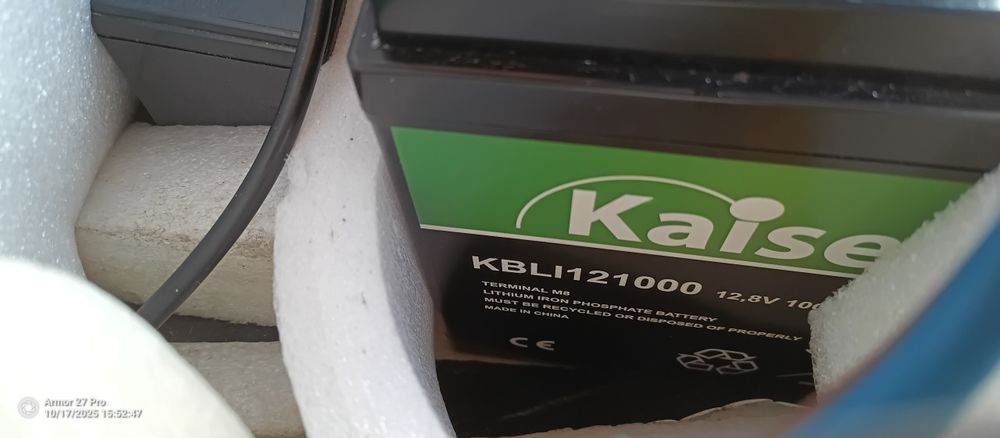 Kaise
KBLI121000 12,8V
TERMINAL M8
LITHIUM IRON PHOSPHATE BATTERY
MUST BE RECYCLED OR DISPOSED OF PROPERLY
MADE IN CHINA
CE
Armor 27 Pro
10/17/2025 15:52:47